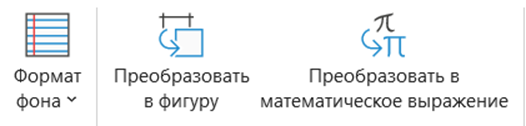 Формат
фона
Преобразовать
в фигуру
Преобразовать в
математическое выражение